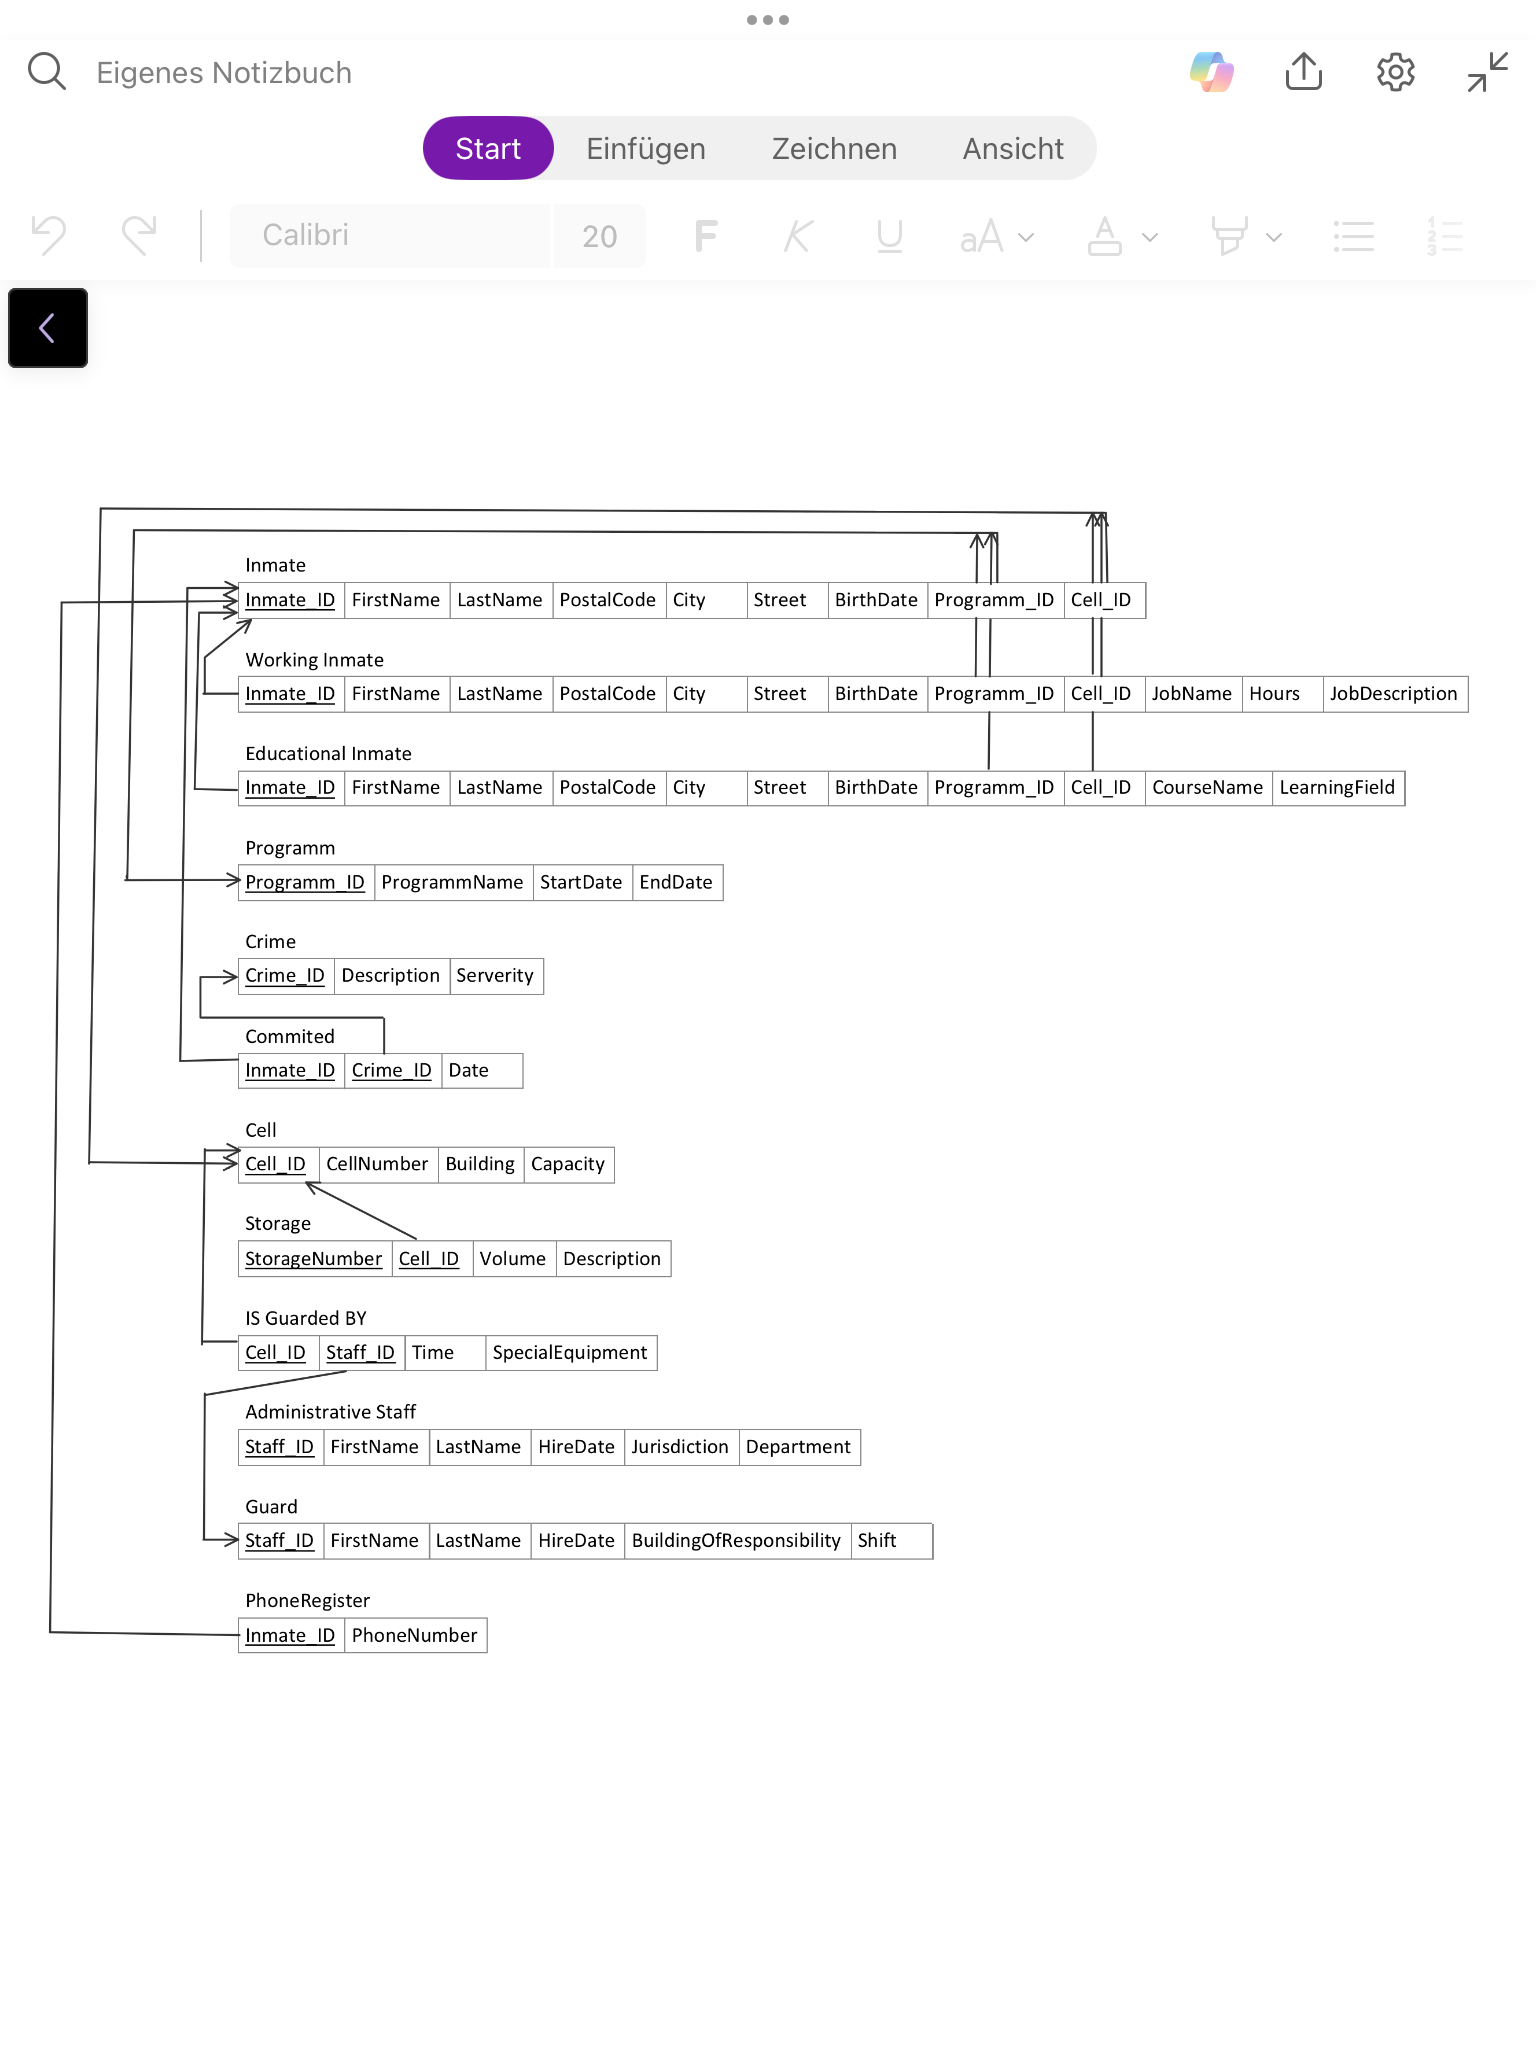 Eigenes Notizbuch
Start Einfügen Zeichnen Ansicht
Calibri 20 F K U aA A 1 2 3
Inmate
Inmate_ID FirstName LastName PostalCode City Street BirthDate Programm_ID Cell_ID
Working Inmate
Inmate_ID FirstName LastName PostalCode City Street BirthDate Programm_ID Cell_ID JobName Hours JobDescription
Educational Inmate
Inmate_ID FirstName LastName PostalCode City Street BirthDate Programm_ID Cell_ID CourseName LearningField
Programm
Programm_ID ProgrammName StartDate EndDate
Crime
Crime_ID Description Serverity
Commited
Inmate_ID Crime_ID Date
Cell
Cell_ID CellNumber Building Capacity
Storage
StorageNumber Cell_ID Volume Description
IS Guarded BY
Cell_ID Staff_ID Time SpecialEquipment
Administrative Staff
Staff_ID FirstName LastName HireDate Jurisdiction Department
Guard
Staff_ID FirstName LastName HireDate BuildingOfResponsibility Shift
PhoneRegister
Inmate_ID PhoneNumber